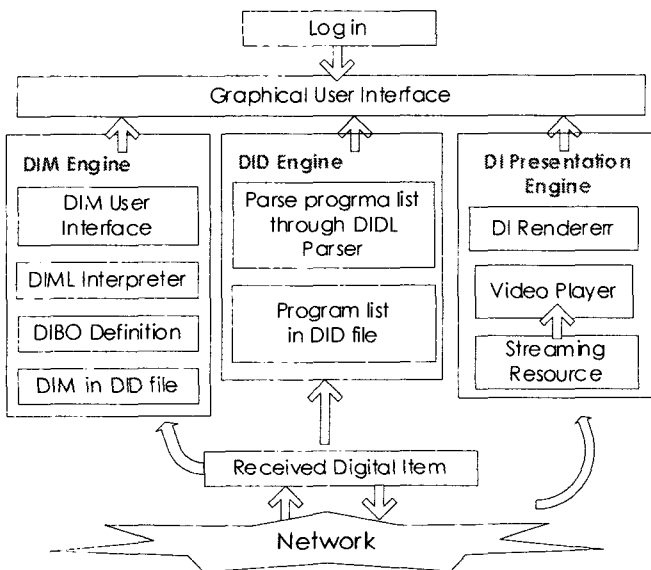 Log in
Graphical User Interface
DIM Engine
DIM User
Interface
DIML Interpreter
DIBO Definition
DIM in DID file
DID Engine
Parse progrma list
through DIDL
Parser
Program list
in DID file
DI Presentation
Engine
DI Rendererr
Video Player
Streaming
Resource
Received Digital Item
Network